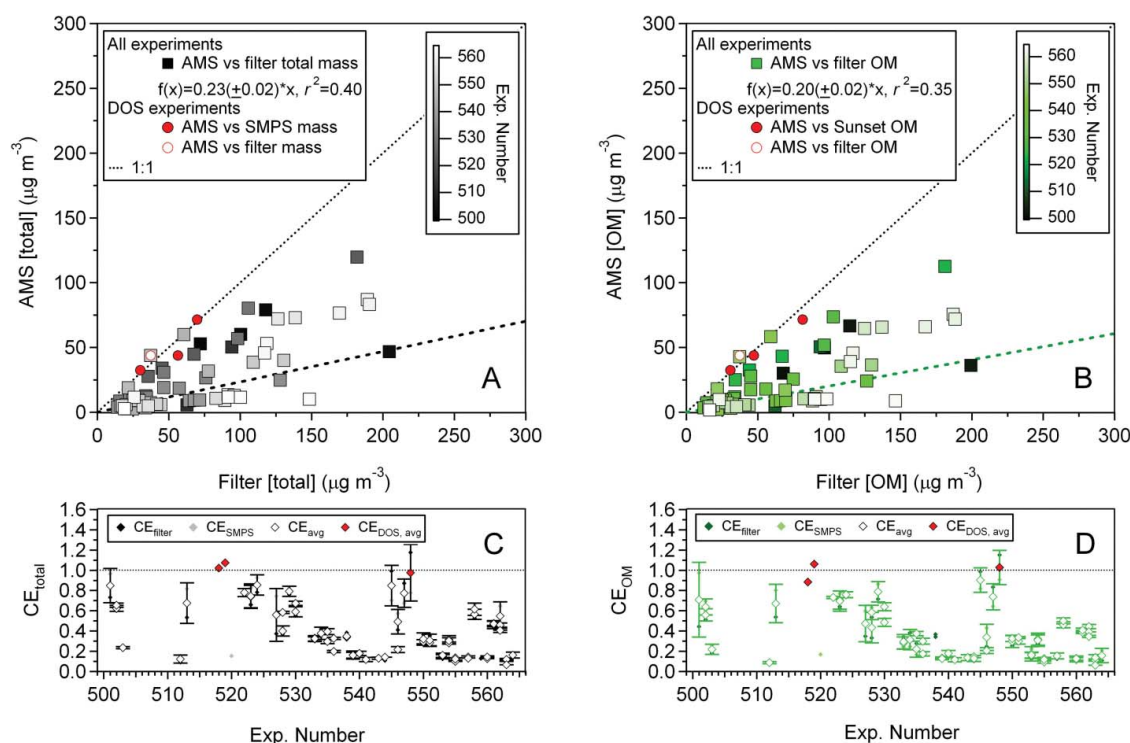 300
250
200
150
100
50
0
AMS [total] (μg m-3)
All experiments
AMS vs filter total mass
f(x)=0.23(±0.02)*x, r2=0.40
DOS experiments
AMS vs SMPS mass
AMS vs filter mass
1:1
560
550
540
530
520
510
500
Exp. Number
A
0 50 100 150 200 250 300
Filter [total] (μg m-3)
300
250
200
150
100
50
0
AMS [OM] (μg m-3)
All experiments
AMS vs filter OM
f(x)=0.20(±0.02)*x, r2=0.35
DOS experiments
AMS vs Sunset OM
AMS vs filter OM
1:1
560
550
540
530
520
510
500
Exp. Number
B
0 50 100 150 200 250 300
Filter [OM] (μg m-3)
1.6
1.4
1.2
1.0
0.8
0.6
0.4
0.2
0.0
CEtotal
CEfilter CESMPS CEavg CEDOS, avg
C
500 510 520 530 540 550 560
Exp. Number
1.6
1.4
1.2
1.0
0.8
0.6
0.4
0.2
0.0
CEOM
CEfilter CESMPS CEavg CEDOS, avg
D
500 510 520 530 540 550 560
Exp. Number